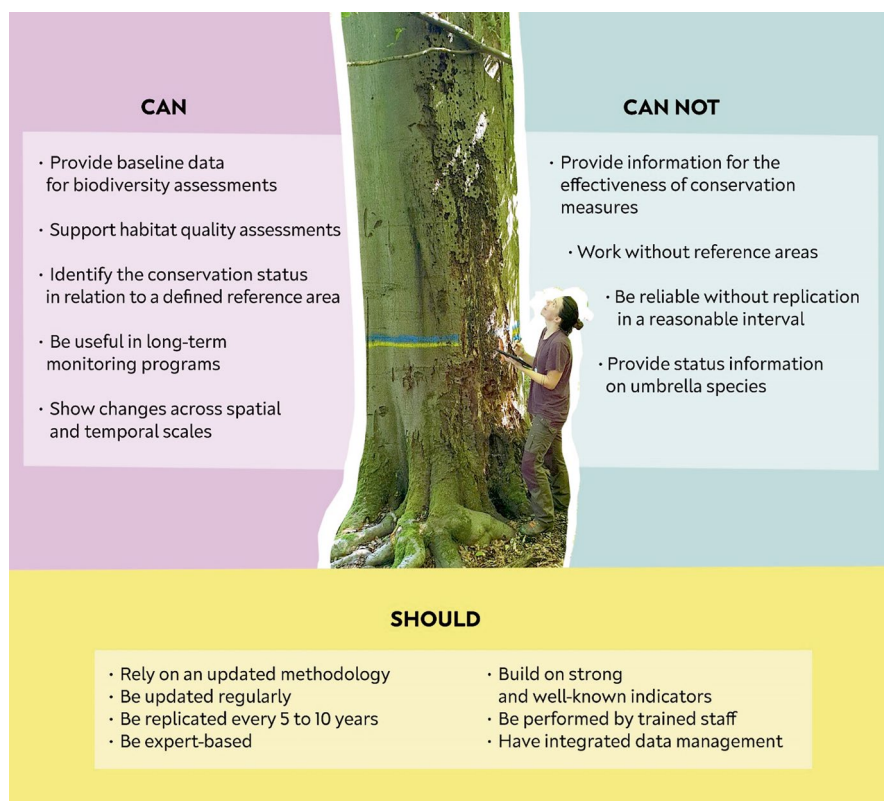 CAN
· Provide baseline data
for biodiversity assessments
· Support habitat quality assessments
· Identify the conservation status
in relation to a defined reference area
· Be useful in long-term
monitoring programs
· Show changes across spatial
and temporal scales
CAN NOT
· Provide information for the
effectiveness of conservation
measures
· Work without reference areas
· Be reliable without replication
in a reasonable interval
· Provide status information
on umbrella species
SHOULD
· Rely on an updated methodology
· Be updated regularly
· Be replicated every 5 to 10 years
· Be expert-based
· Build on strong
and well-known indicators
· Be performed by trained staff
· Have integrated data management